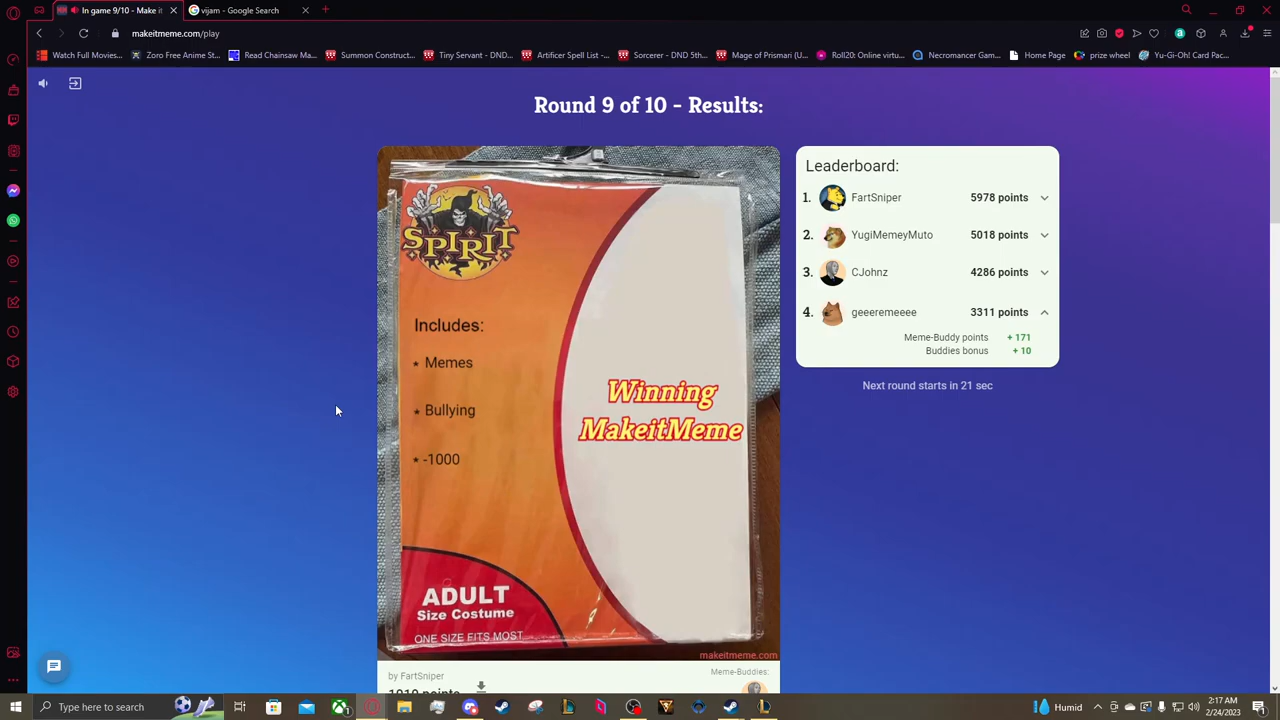 In game 9/10 - Make it
vijam - Google Search
makeitmeme.com/play
Watch Full Movies...
Zoro Free Anime St...
Read Chainsaw Ma...
Summon Construct...
Tiny Servant - DND...
Artificer Spell List -...
Sorcerer - DND 5th...
Mage of Prismari (U...
Roll20: Online virtu...
Necromancer Gam...
Home Page
prize wheel
Yu-Gi-Oh! Card Pac...
Round 9 of 10 - Results:
SPIRIT
Includes:
★ Memes
★ Bullying
★ -1000
Winning
MakeitMeme
ADULT
Size Costume
ONE SIZE FITS MOST
makeitmeme.com
by FartSniper
Meme-Buddies:
1010 points
Leaderboard:
1. FartSniper 5978 points
2. YugiMemeyMuto 5018 points
3. CJohnz 4286 points
4. geeeremeeee 3311 points
Meme-Buddy points + 171
Buddies bonus + 10
Next round starts in 21 sec
Type here to search
Humid
2:17 AM
2/24/2023